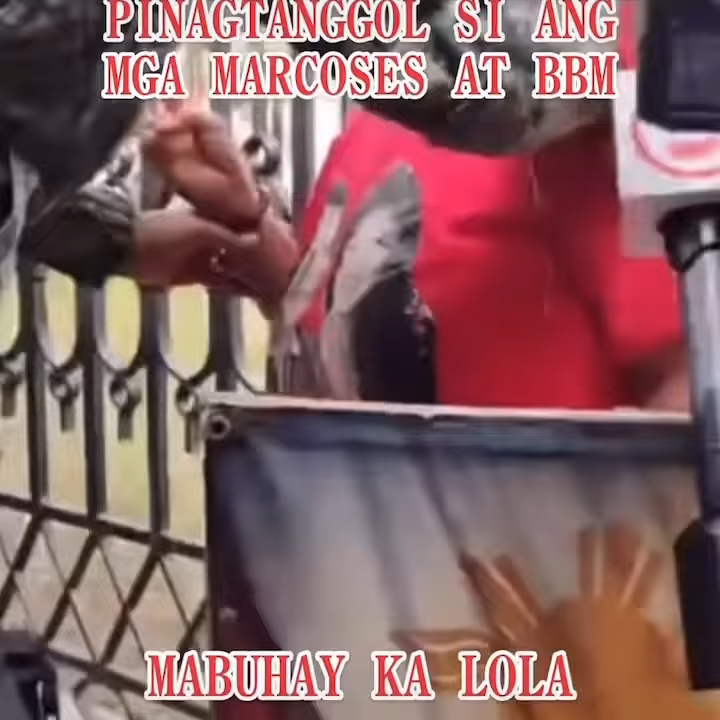 PINAGTANGGOL SI ANG
MGA MARCOSES AT BBM
MABUHAY KA LOLA